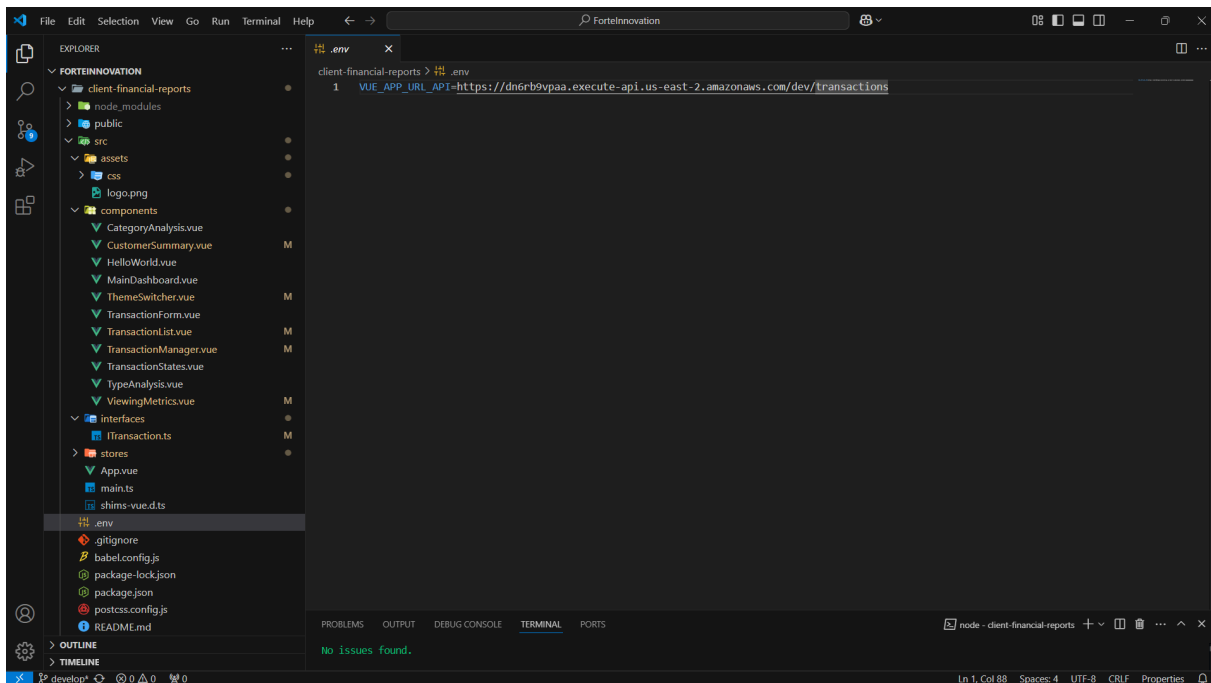 File Edit Selection View Go Run Terminal Help
ForteInnovation
EXPLORER
FORTEINNOVATION
client-financial-reports
node_modules
public
src
assets
css
logo.png
components
CategoryAnalysis.vue
CustomerSummary.vue M
HelloWorld.vue
MainDashboard.vue
ThemeSwitcher.vue M
TransactionForm.vue
TransactionList.vue M
TransactionManager.vue M
TransactionStates.vue
TypeAnalysis.vue
ViewingMetrics.vue M
interfaces
ITransaction.ts M
stores
App.vue
main.ts
shims-vue.d.ts
.env
.gitignore
babel.config.js
package-lock.json
package.json
postcss.config.js
README.md
OUTLINE
TIMELINE
9
.env
client-financial-reports > .env
1 VUE_APP_URL_API=https://dn6rb9vpaa.execute-api.us-east-2.amazonaws.com/dev/transactions
PROBLEMS OUTPUT DEBUG CONSOLE TERMINAL PORTS
node - client-financial-reports
No issues found.
develop* 0 0 0
Ln 1, Col 88 Spaces: 4 UTF-8 CRLF Properties